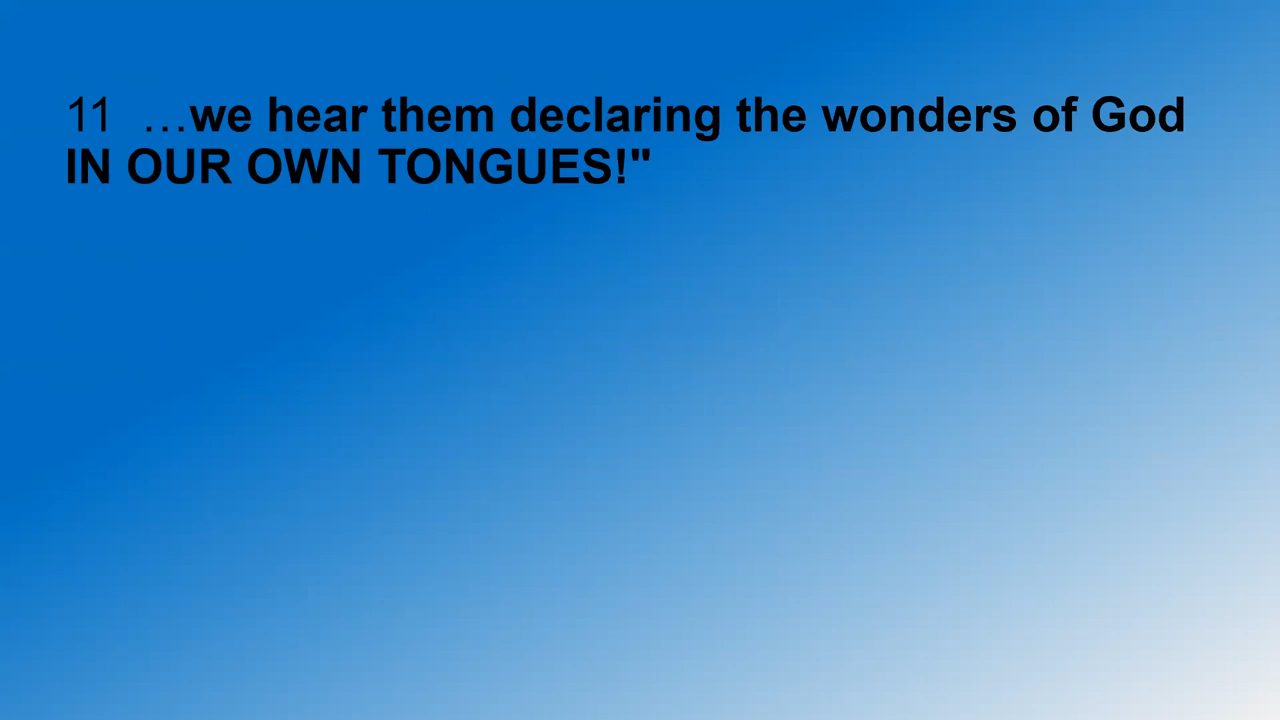 11 …we hear them declaring the wonders of God
IN OUR OWN TONGUES!"